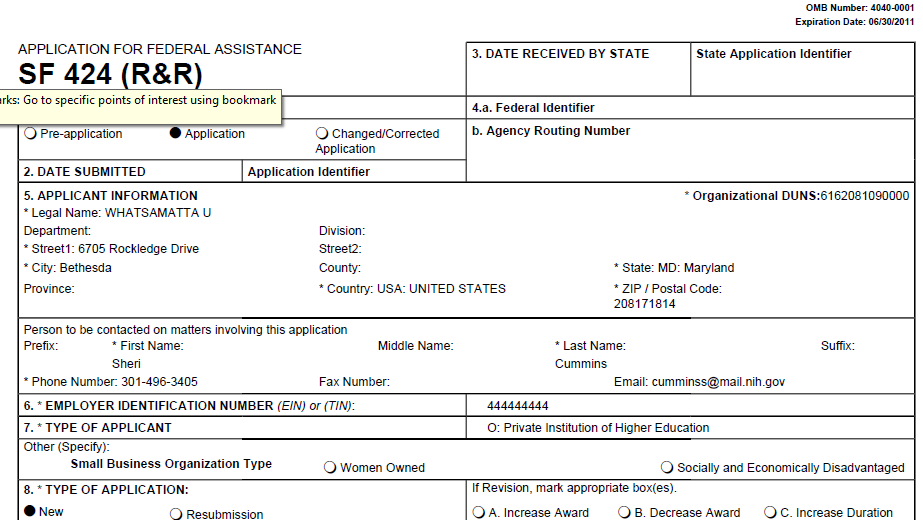 OMB Number: 4040-0001
Expiration Date: 06/30/2011
APPLICATION FOR FEDERAL ASSISTANCE
SF 424 (R&R)
3. DATE RECEIVED BY STATE State Application Identifier
arks: Go to specific points of interest using bookmark
4.a. Federal Identifier
Pre-application Application Changed/Corrected Application
b. Agency Routing Number
2. DATE SUBMITTED Application Identifier
5. APPLICANT INFORMATION * Organizational DUNS:6162081090000
* Legal Name: WHATSAMATTA U
Department: Division:
* Street1: 6705 Rockledge Drive Street2:
* City: Bethesda County: * State: MD: Maryland
Province: * Country: USA: UNITED STATES * ZIP / Postal Code:
208171814
Person to be contacted on matters involving this application
Prefix: * First Name: Middle Name: * Last Name: Suffix:
Sheri Cummins
* Phone Number: 301-496-3405 Fax Number: Email: cumminss@mail.nih.gov
6. * EMPLOYER IDENTIFICATION NUMBER (EIN) or (TIN): 444444444
7. * TYPE OF APPLICANT O: Private Institution of Higher Education
Other (Specify):
Small Business Organization Type Women Owned Socially and Economically Disadvantaged
8. * TYPE OF APPLICATION: If Revision, mark appropriate box(es).
New Resubmission A. Increase Award B. Decrease Award C. Increase Duration